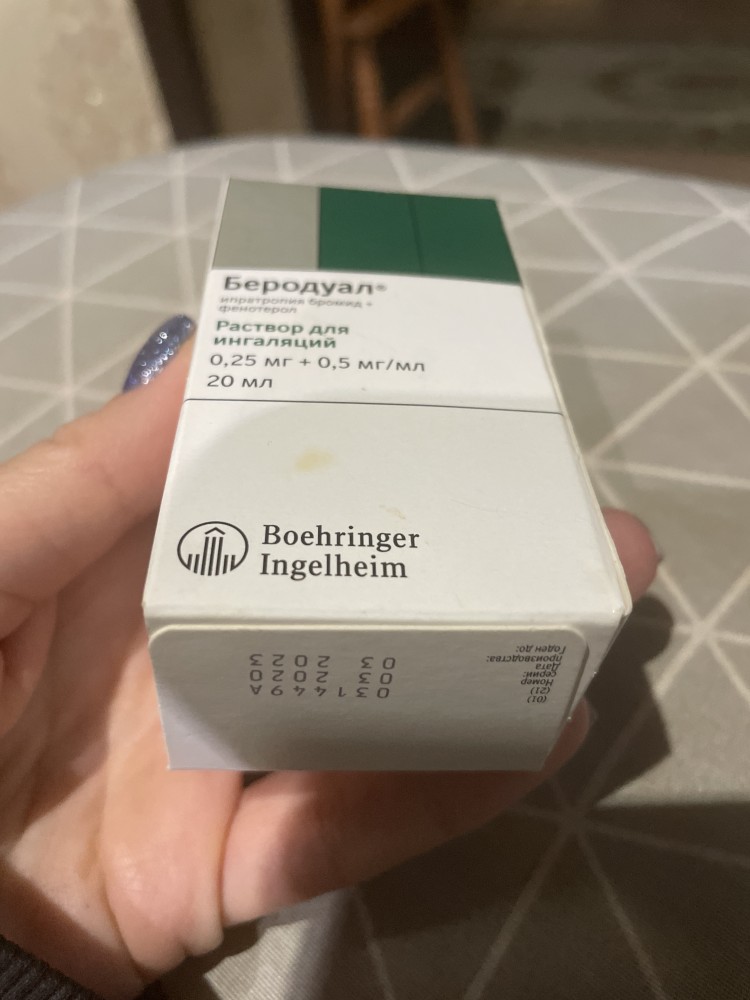 Беродуал®
ипратропия бромид +
фенотерол
Раствор для
ингаляций
0,25 мг + 0,5 мг/мл
20 мл
Boehringer
Ingelheim
(01)
(21)
Номер
серии: 031449A
Дата
производства: 03 2020
Годен до: 03 2023